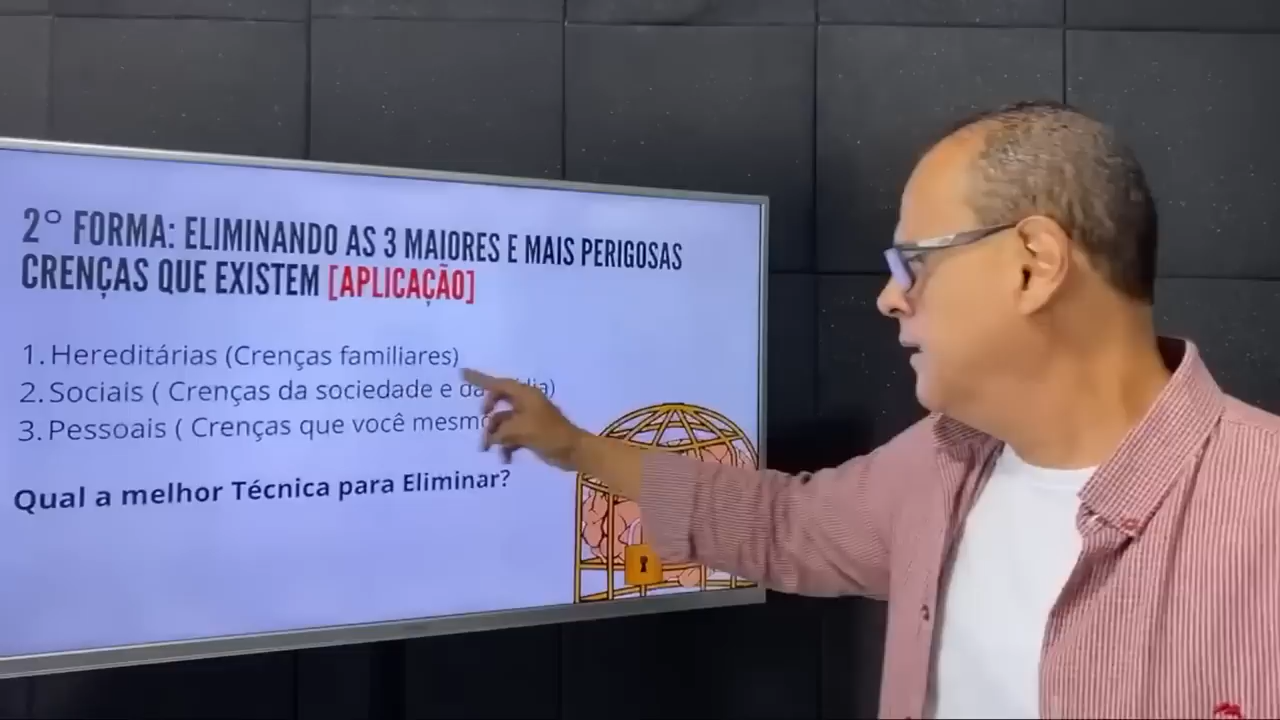 2º FORMA: ELIMINANDO AS 3 MAIORES E MAIS PERIGOSAS
CRENÇAS QUE EXISTEM [APLICAÇÃO]
1. Hereditárias (Crenças familiares)
2. Sociais ( Crenças da sociedade e da
3. Pessoais ( Crenças que você mesmo
Qual a melhor Técnica para Eliminar?